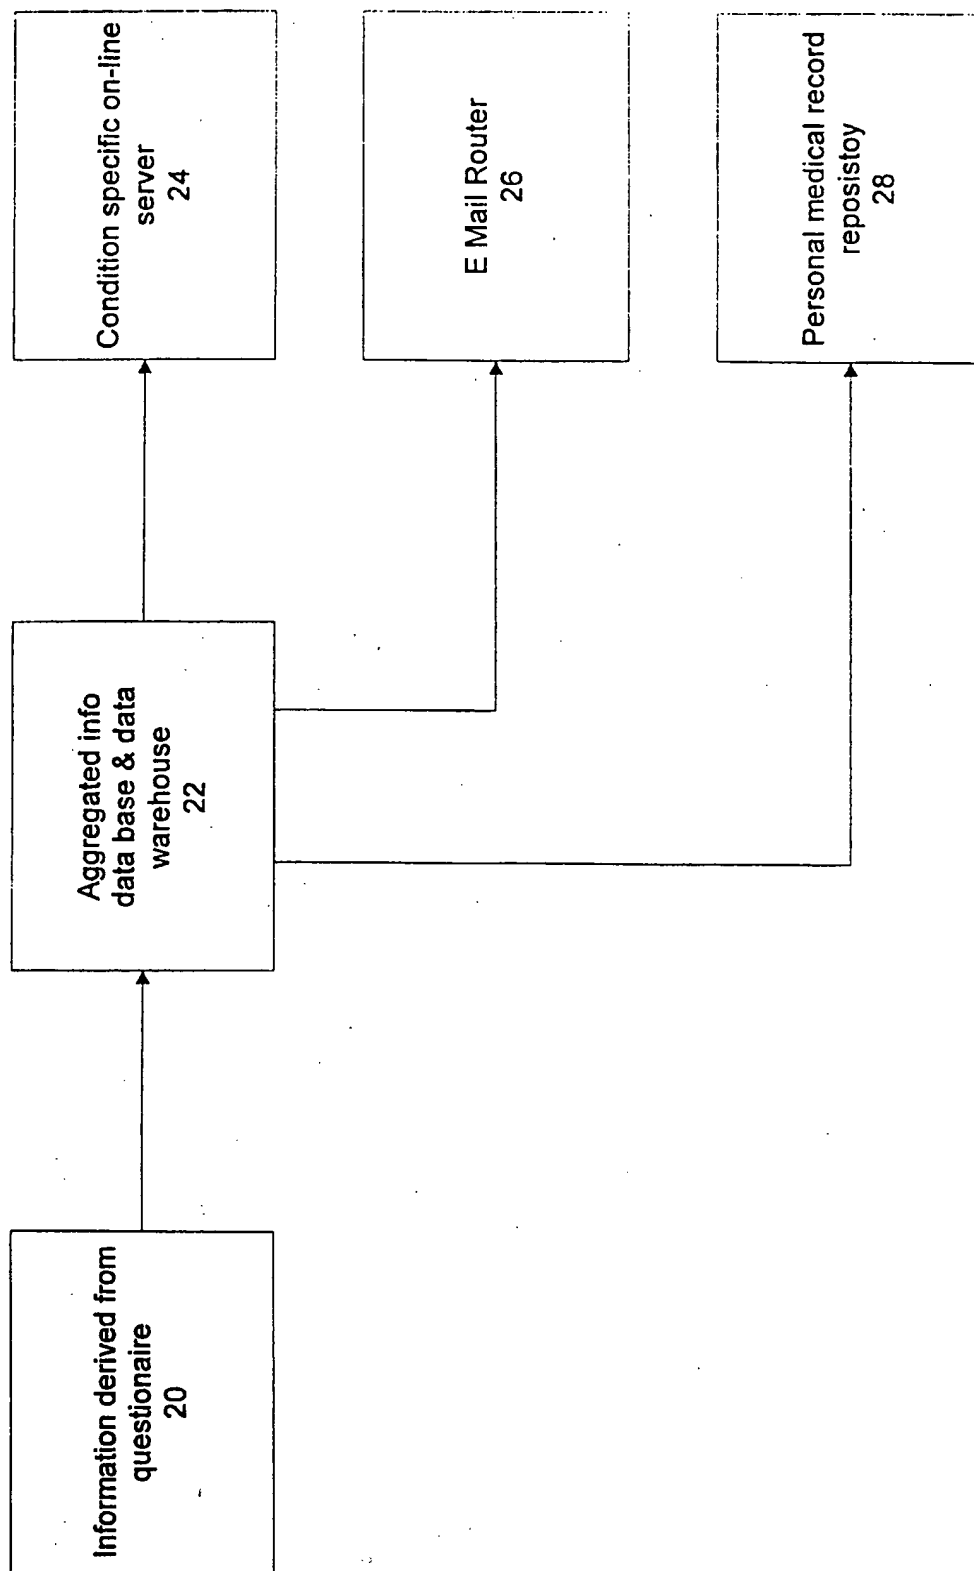 Information derived from
questionaire
20
Aggregated info
data base & data
warehouse
22
Condition specific on-line
server
24
E Mail Router
26
Personal medical record
reposistoy
28